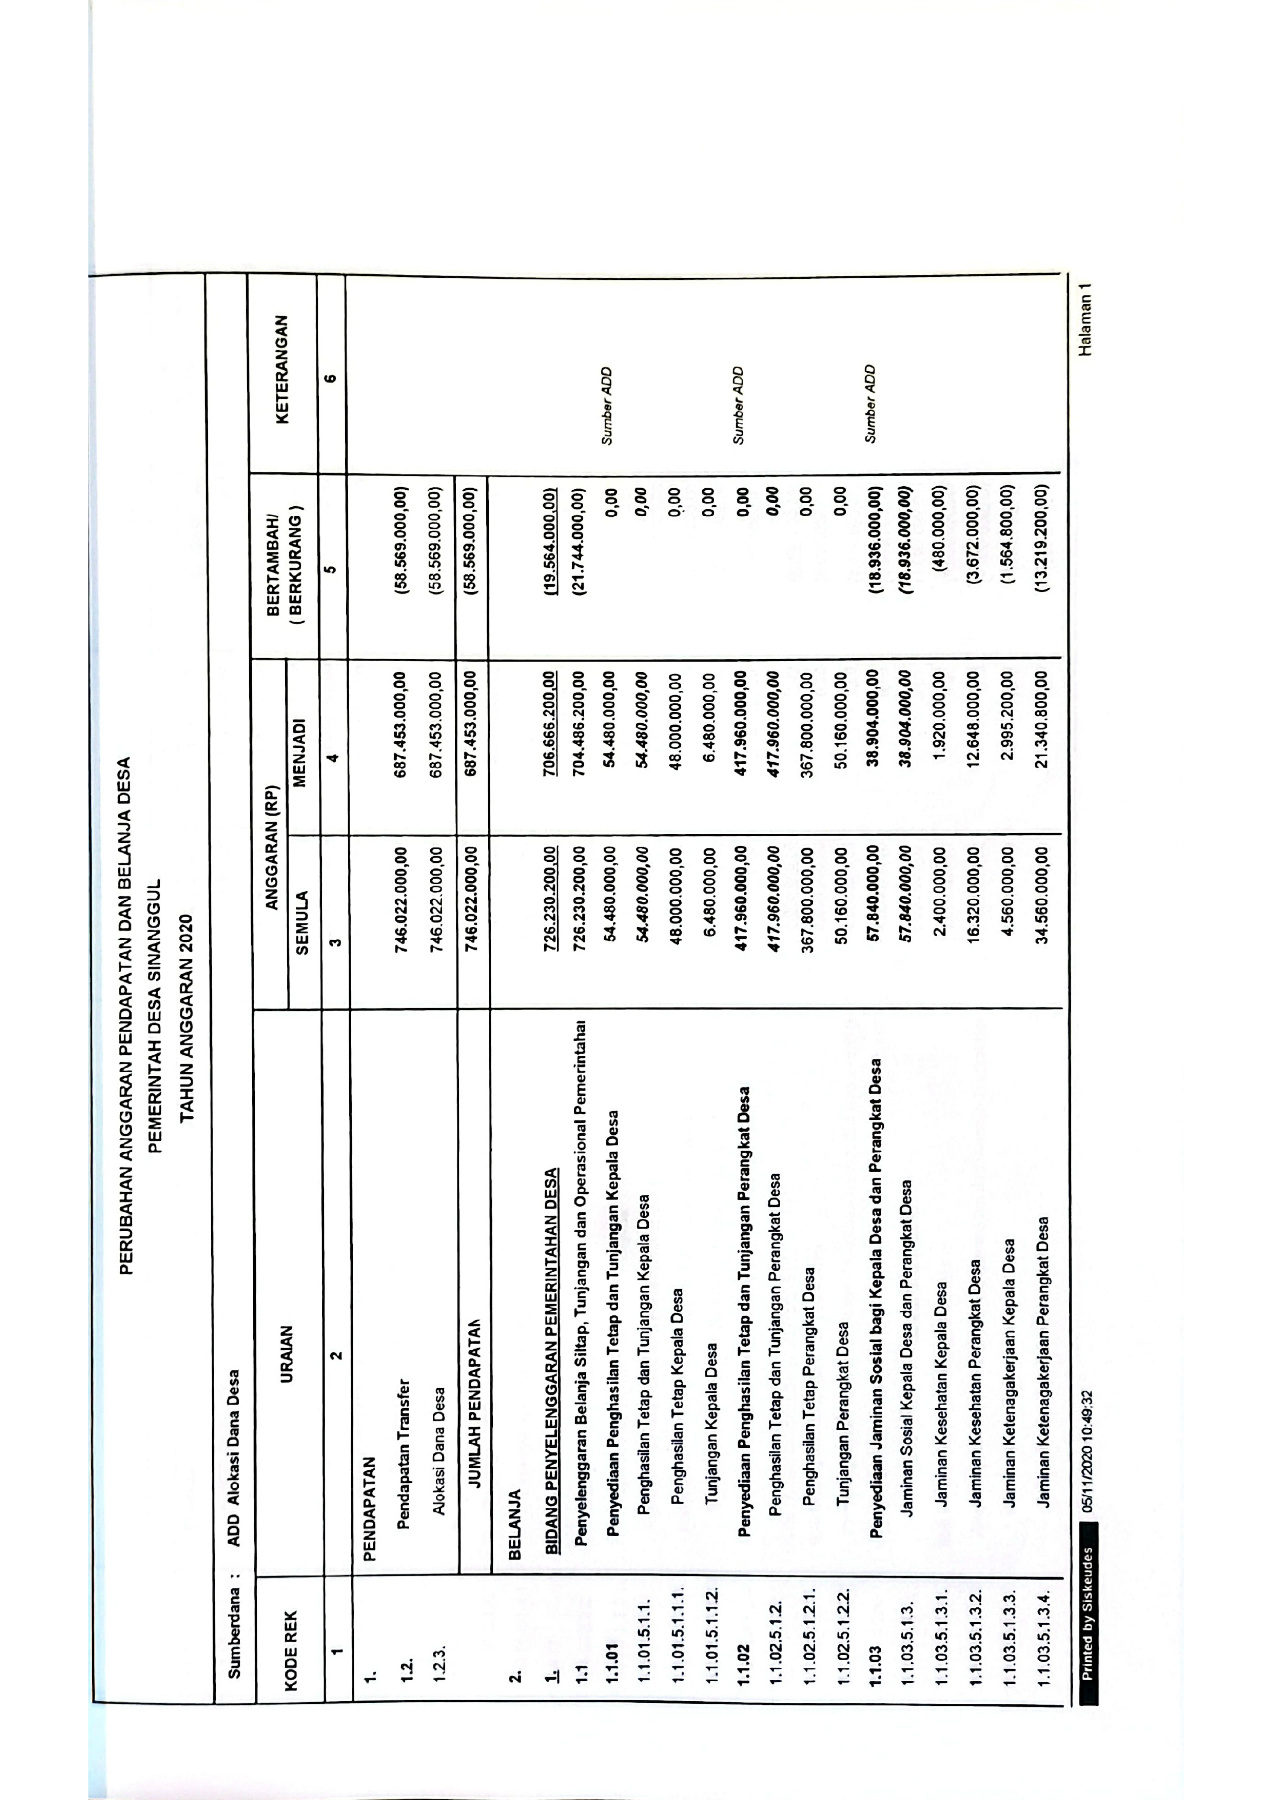 PERUBAHAN ANGGARAN PENDAPATAN DAN BELANJA DESA
PEMERINTAH DESA SINANGGUL
TAHUN ANGGARAN 2020
Sumberdana : ADD Alokasi Dana Desa
KODE REK URAIAN ANGGARAN (RP) BERTAMBAH/ ( BERKURANG ) KETERANGAN
SEMULA MENJADI
1 2 3 4 5 6
1. PENDAPATAN
1.2. Pendapatan Transfer 746.022.000,00 687.453.000,00 (58.569.000,00)
1.2.3. Alokasi Dana Desa 746.022.000,00 687.453.000,00 (58.569.000,00)
JUMLAH PENDAPATAN 746.022.000,00 687.453.000,00 (58.569.000,00)
2. BELANJA
1. BIDANG PENYELENGGARAN PEMERINTAHAN DESA 726.230.200,00 706.666.200,00 (19.564.000,00)
1.1 Penyelenggaran Belanja Siltap, Tunjangan dan Operasional Pemerintahai 726.230.200,00 704.486.200,00 (21.744.000,00)
1.1.01 Penyediaan Penghasilan Tetap dan Tunjangan Kepala Desa 54.480.000,00 54.480.000,00 0,00 Sumber ADD
1.1.01.5.1.1. Penghasilan Tetap dan Tunjangan Kepala Desa 54.480.000,00 54.480.000,00 0,00
1.1.01.5.1.1.1. Penghasilan Tetap Kepala Desa 48.000.000,00 48.000.000,00 0,00
1.1.01.5.1.1.2. Tunjangan Kepala Desa 6.480.000,00 6.480.000,00 0,00
1.1.02 Penyediaan Penghasilan Tetap dan Tunjangan Perangkat Desa 417.960.000,00 417.960.000,00 0,00 Sumber ADD
1.1.02.5.1.2. Penghasilan Tetap dan Tunjangan Perangkat Desa 417.960.000,00 417.960.000,00 0,00
1.1.02.5.1.2.1. Penghasilan Tetap Perangkat Desa 367.800.000,00 367.800.000,00 0,00
1.1.02.5.1.2.2. Tunjangan Perangkat Desa 50.160.000,00 50.160.000,00 0,00
1.1.03 Penyediaan Jaminan Sosial bagi Kepala Desa dan Perangkat Desa 57.840.000,00 38.904.000,00 (18.936.000,00) Sumber ADD
1.1.03.5.1.3. Jaminan Sosial Kepala Desa dan Perangkat Desa 57.840.000,00 38.904.000,00 (18.936.000,00)
1.1.03.5.1.3.1. Jaminan Kesehatan Kepala Desa 2.400.000,00 1.920.000,00 (480.000,00)
1.1.03.5.1.3.2. Jaminan Kesehatan Perangkat Desa 16.320.000,00 12.648.000,00 (3.672.000,00)
1.1.03.5.1.3.3. Jaminan Ketenagakerjaan Kepala Desa 4.560.000,00 2.995.200,00 (1.564.800,00)
1.1.03.5.1.3.4. Jaminan Ketenagakerjaan Perangkat Desa 34.560.000,00 21.340.800,00 (13.219.200,00)
Printed by Siskeudes 05/11/2020 10:49:32 Halaman 1